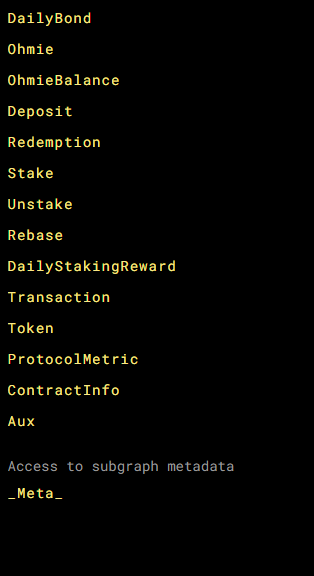 DailyBond
Ohmie
OhmieBalance
Deposit
Redemption
Stake
Unstake
Rebase
DailyStakingReward
Transaction
Token
ProtocolMetric
ContractInfo
Aux
Access to subgraph metadata
_Meta_